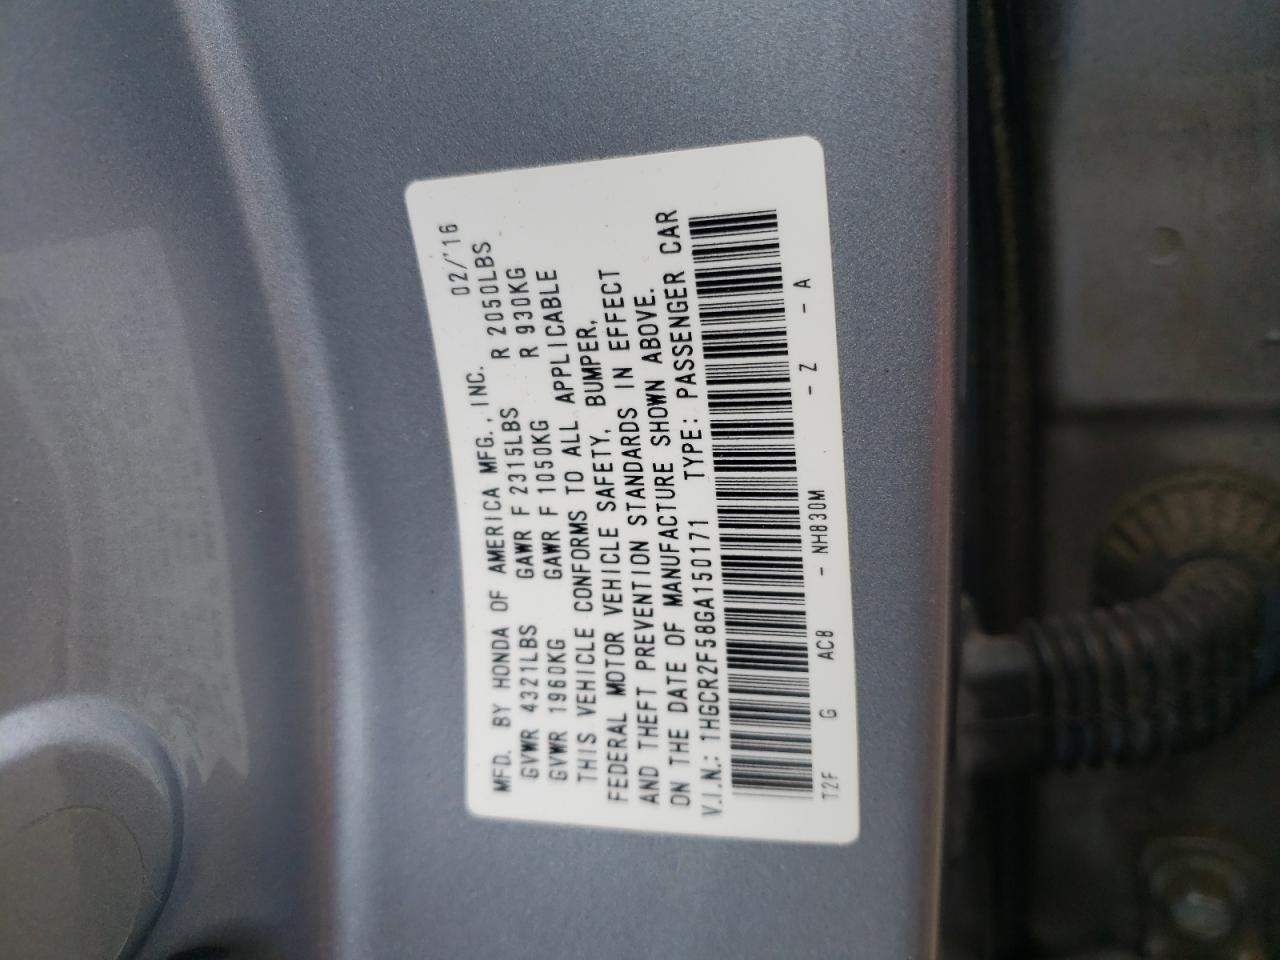 MFD. BY HONDA OF AMERICA MFG., INC. 02/'16
GVWR 4321LBS GAWR F 2315LBS R 2050LBS
GVWR 1960KG GAWR F 1050KG R 930KG
THIS VEHICLE CONFORMS TO ALL APPLICABLE
FEDERAL MOTOR VEHICLE SAFETY, BUMPER,
AND THEFT PREVENTION STANDARDS IN EFFECT
ON THE DATE OF MANUFACTURE SHOWN ABOVE.
V.I.N.: 1HGCR2F58GA150171 TYPE: PASSENGER CAR
T2F G AC8 - NH830M - Z - A